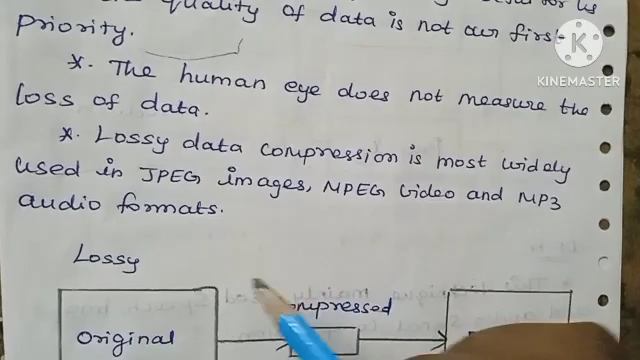 quality of data is not our first
priority.
*. The human eye does not measure the
loss of data.
*. Lossy data compression is most widely
used in JPEG images, MPEG video and MP3
audio formats.
Lossy
compressed
Original
K
KINEMASTER